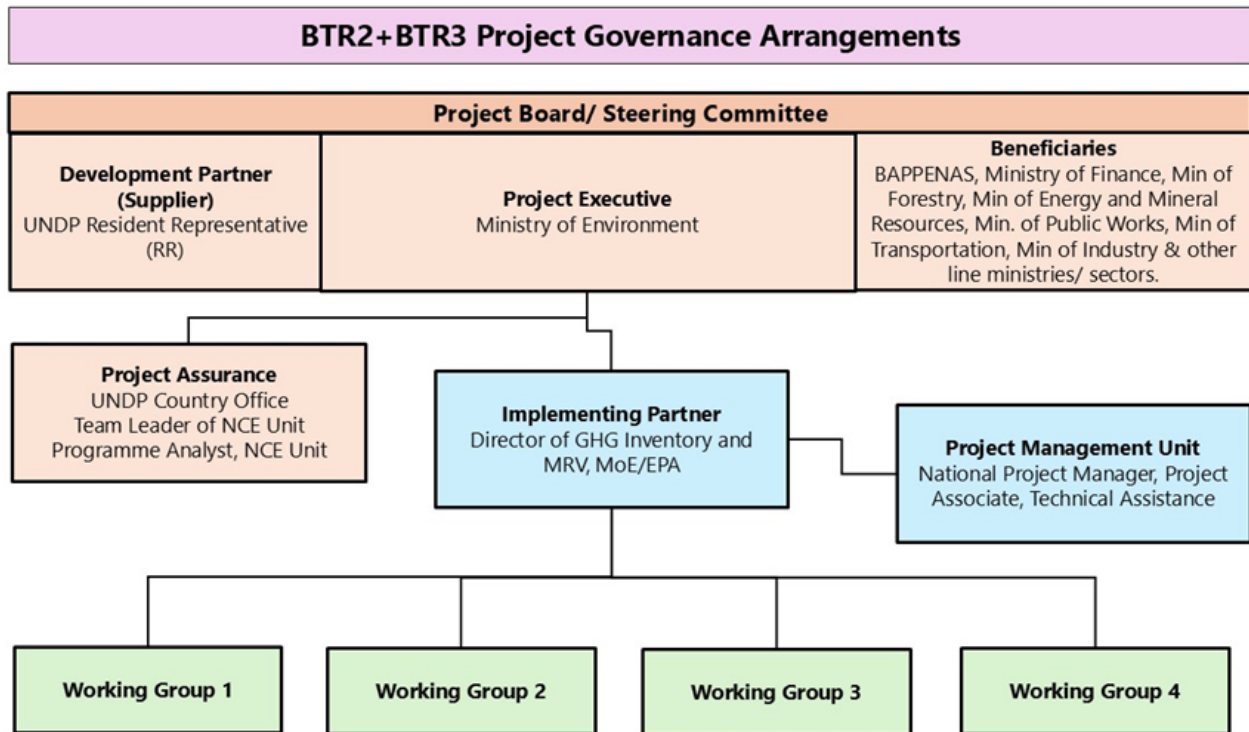 BTR2+BTR3 Project Governance Arrangements
Project Board/ Steering Committee
Development Partner
(Supplier)
UNDP Resident Representative
(RR)
Project Executive
Ministry of Environment
Beneficiaries
BAPPENAS, Ministry of Finance, Min of
Forestry, Min of Energy and Mineral
Resources, Min. of Public Works, Min of
Transportation, Min of Industry & other
line ministries/ sectors.
Project Assurance
UNDP Country Office
Team Leader of NCE Unit
Programme Analyst, NCE Unit
Implementing Partner
Director of GHG Inventory and
MRV, MoE/EPA
Project Management Unit
National Project Manager, Project
Associate, Technical Assistance
Working Group 1
Working Group 2
Working Group 3
Working Group 4